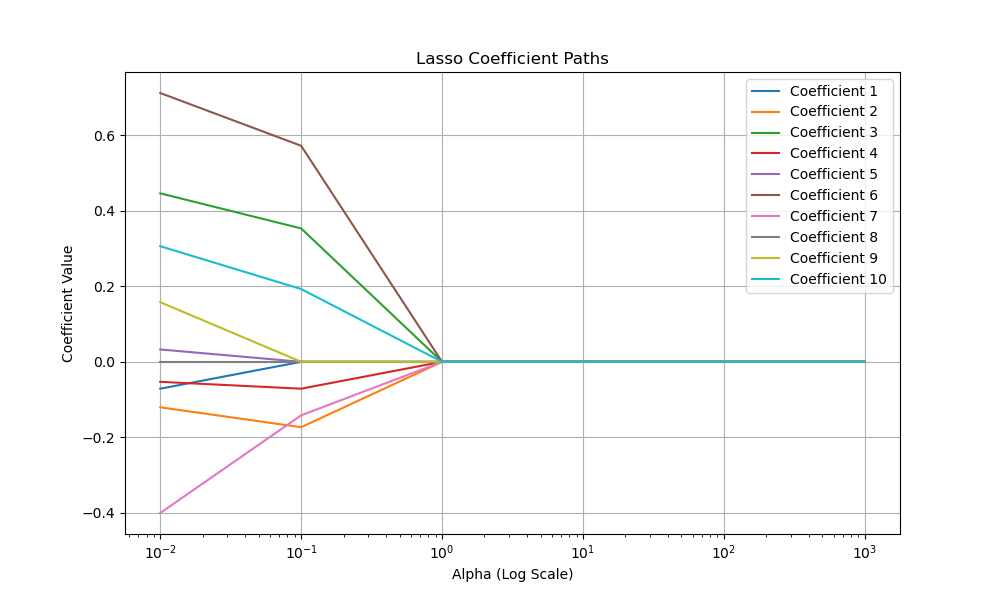 Lasso Coefficient Paths
Coefficient Value
0.6
0.4
0.2
0.0
−0.2
−0.4
Coefficient 1
Coefficient 2
Coefficient 3
Coefficient 4
Coefficient 5
Coefficient 6
Coefficient 7
Coefficient 8
Coefficient 9
Coefficient 10
10⁻² 10⁻¹ 10⁰ 10¹ 10² 10³
Alpha (Log Scale)